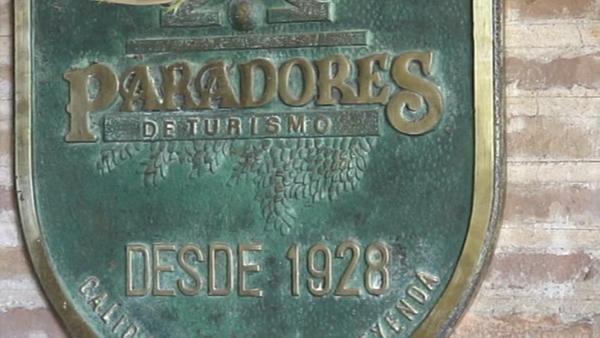 PARADORES
DE TURISMO
DESDE 1928